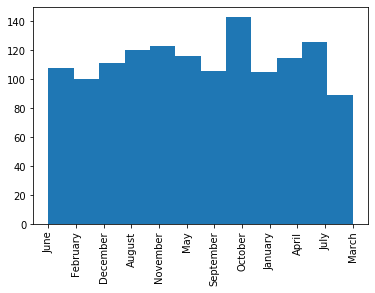 140
120
100
80
60
40
20
0
June
February
December
August
November
May
September
October
January
April
July
March